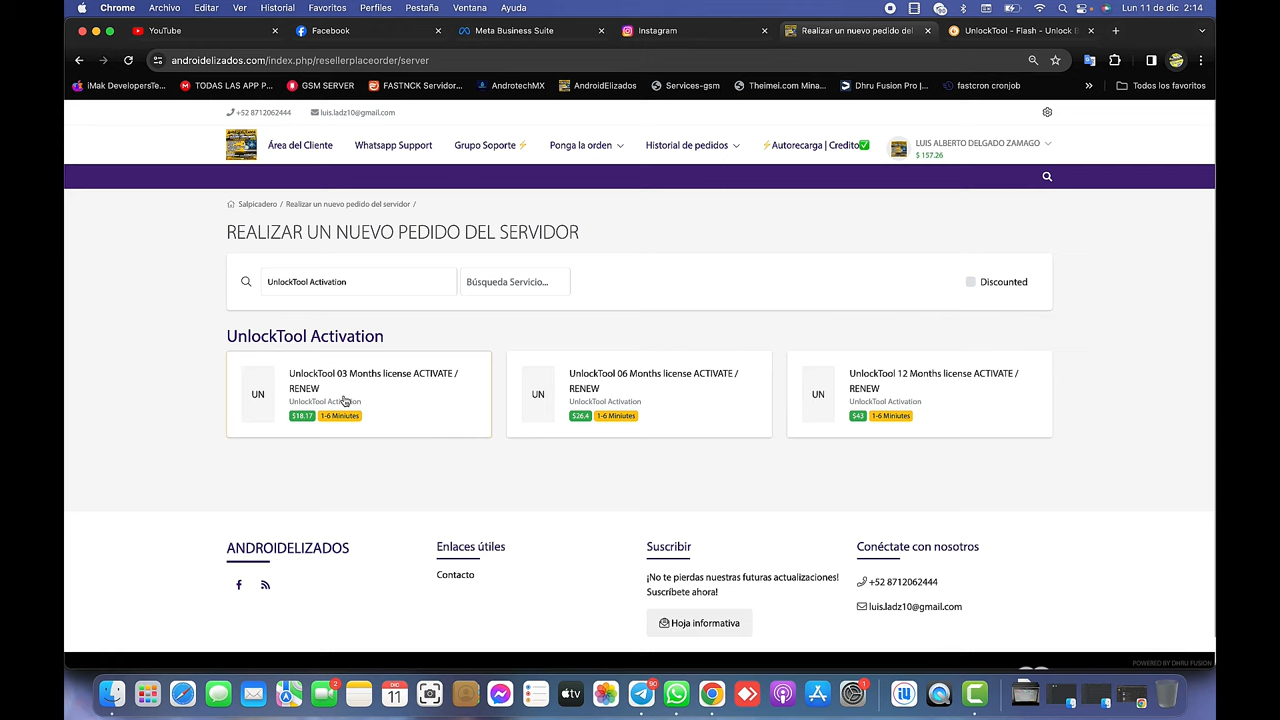 Chrome Archivo Editar Ver Historial Favoritos Perfiles Pestaña Ventana Ayuda Lun 11 de dic 2:14
YouTube Facebook Meta Business Suite Instagram Realizar un nuevo pedido del UnlockTool - Flash - Unlock B
androidelizados.com/index.php/resellerplaceorder/server
iMak DevelopersTe... TODAS LAS APP P... GSM SERVER FASTNCK Servidor... AndrotechMX AndroidElizados Services-gsm Theimei.com Mina... Dhru Fusion Pro |... fastcron cronjob » Todos los favoritos
+52 8712062444 luis.ladz10@gmail.com
Área del Cliente Whatsapp Support Grupo Soporte⚡ Ponga la orden Historial de pedidos ⚡Autorecarga | Credito✅ LUIS ALBERTO DELGADO ZAMAGO
$ 157.26
Salpicadero / Realizar un nuevo pedido del servidor /
REALIZAR UN NUEVO PEDIDO DEL SERVIDOR
UnlockTool Activation Búsqueda Servicio... Discounted
UnlockTool Activation
UN UnlockTool 03 Months license ACTIVATE / RENEW
UnlockTool Activation
$18.17 1-6 Miniutes
UN UnlockTool 06 Months license ACTIVATE / RENEW
UnlockTool Activation
$26.4 1-6 Miniutes
UN UnlockTool 12 Months license ACTIVATE / RENEW
UnlockTool Activation
$43 1-6 Miniutes
ANDROIDELIZADOS
Enlaces útiles
Contacto
Suscribir
¡No te pierdas nuestras futuras actualizaciones!
Suscríbete ahora!
Hoja informativa
Conéctate con nosotros
+52 8712062444
luis.ladz10@gmail.com
POWERED BY DHRU FUSION
2 DIC 11 tv 90 1